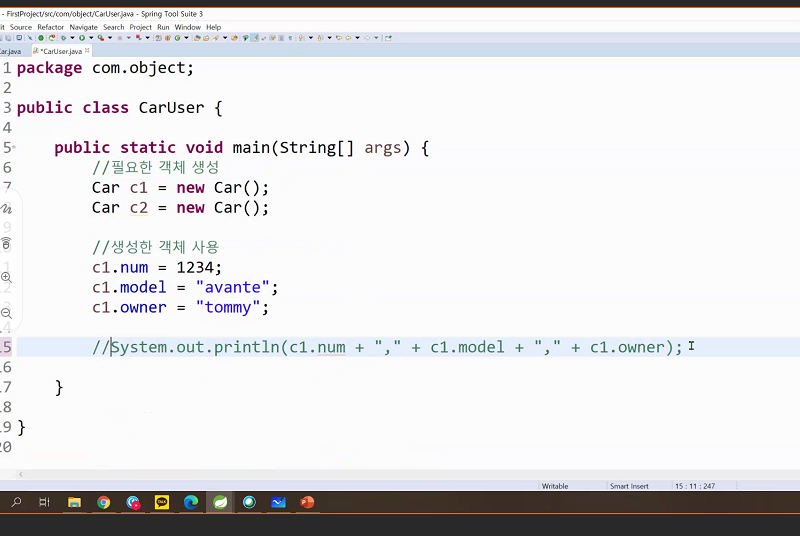 - FirstProject/src/com/object/CarUser.java - Spring Tool Suite 3
it Source Refactor Navigate Search Project Run Window Help
Car.java *CarUser.java
1 package com.object;
2
3 public class CarUser {
4
5 public static void main(String[] args) {
6 //필요한 객체 생성
7 Car c1 = new Car();
Car c2 = new Car();
9
//생성한 객체 사용
1 c1.num = 1234;
2 c1.model = "avante";
3 c1.owner = "tommy";
14
15 //System.out.println(c1.num + "," + c1.model + "," + c1.owner);
16
17 }
18
19 }
20
Writable Smart Insert 15 : 11 : 247
TALK